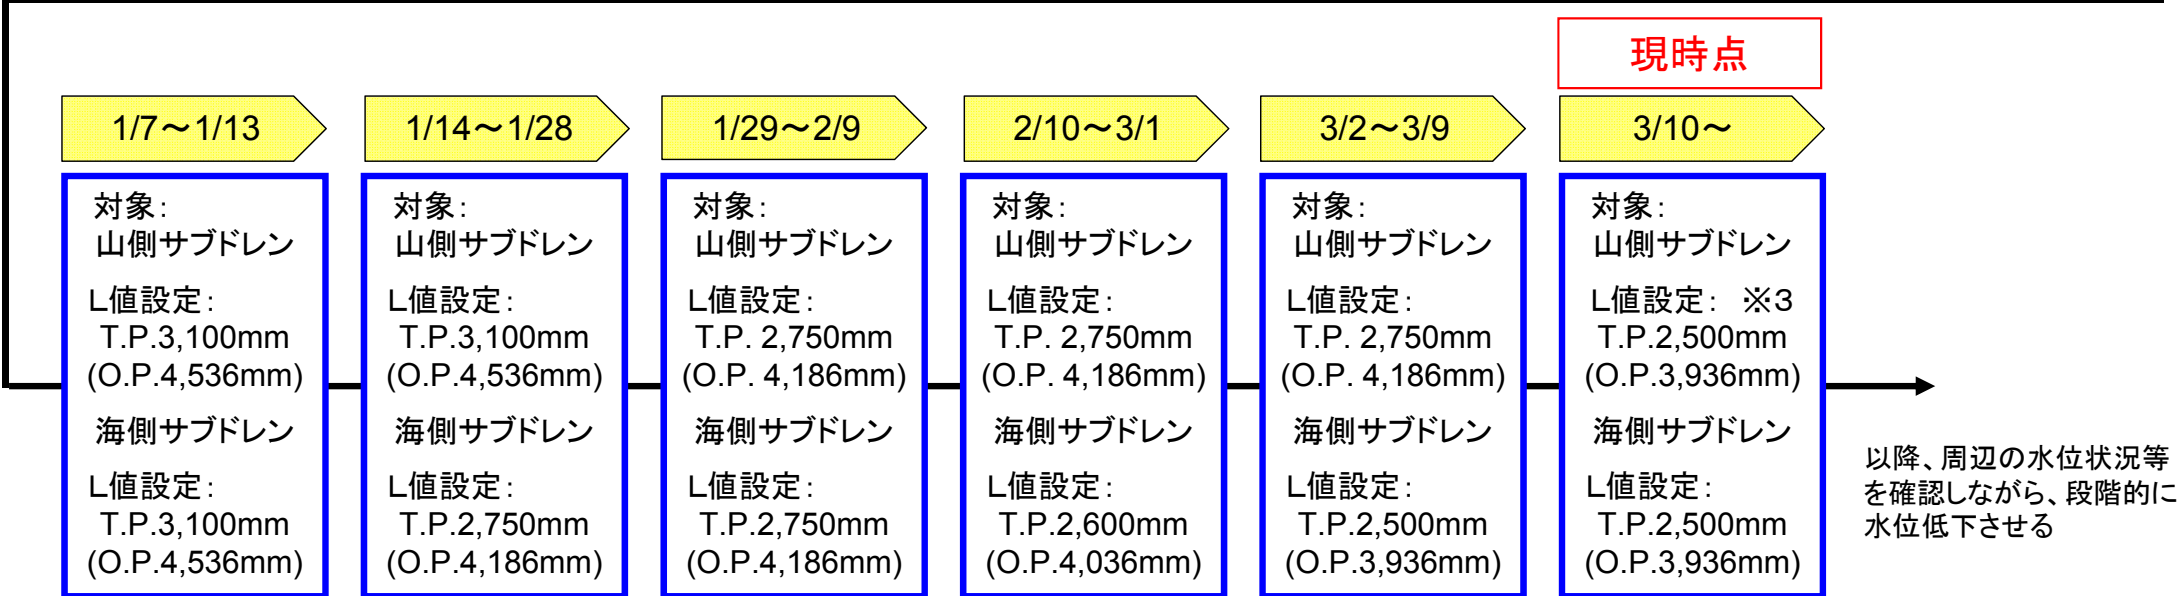 現時点
1/7～1/13
対象：
山側サブドレン
L値設定：
T.P.3,100mm
(O.P.4,536mm)
海側サブドレン
L値設定：
T.P.3,100mm
(O.P.4,536mm)
1/14～1/28
対象：
山側サブドレン
L値設定：
T.P.3,100mm
(O.P.4,536mm)
海側サブドレン
L値設定：
T.P.2,750mm
(O.P.4,186mm)
1/29～2/9
対象：
山側サブドレン
L値設定：
T.P. 2,750mm
(O.P. 4,186mm)
海側サブドレン
L値設定：
T.P.2,750mm
(O.P.4,186mm)
2/10～3/1
対象：
山側サブドレン
L値設定：
T.P. 2,750mm
(O.P. 4,186mm)
海側サブドレン
L値設定：
T.P.2,600mm
(O.P.4,036mm)
3/2～3/9
対象：
山側サブドレン
L値設定：
T.P. 2,750mm
(O.P. 4,186mm)
海側サブドレン
L値設定：
T.P.2,500mm
(O.P.3,936mm)
3/10～
対象：
山側サブドレン
L値設定： ※３
T.P.2,500mm
(O.P.3,936mm)
海側サブドレン
L値設定：
T.P.2,500mm
(O.P.3,936mm)
以降、周辺の水位状況等
を確認しながら、段階的に
水位低下させる